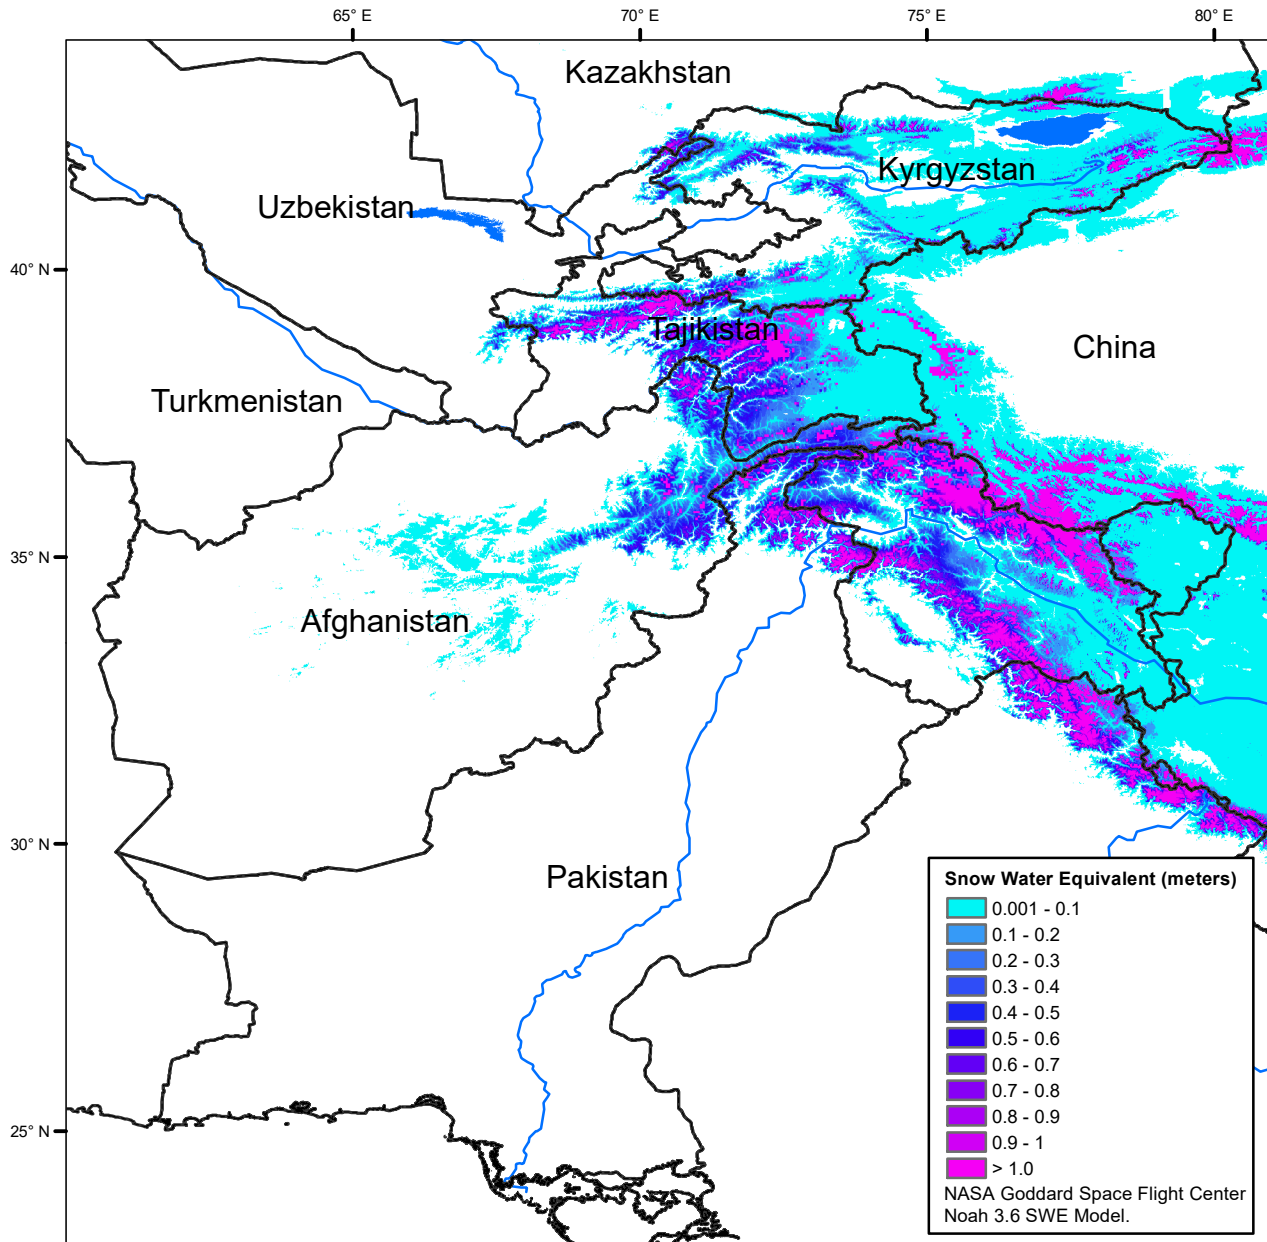 65° E
70° E
75° E
80° E
Kazakhstan
Kyrgyzstan
Uzbekistan
40° N
Tajikistan
China
Turkmenistan
35° N
Afghanistan
30° N
Pakistan
25° N
Snow Water Equivalent (meters)
0.001 - 0.1
0.1 - 0.2
0.2 - 0.3
0.3 - 0.4
0.4 - 0.5
0.5 - 0.6
0.6 - 0.7
0.7 - 0.8
0.8 - 0.9
0.9 - 1
> 1.0
NASA Goddard Space Flight Center
Noah 3.6 SWE Model.